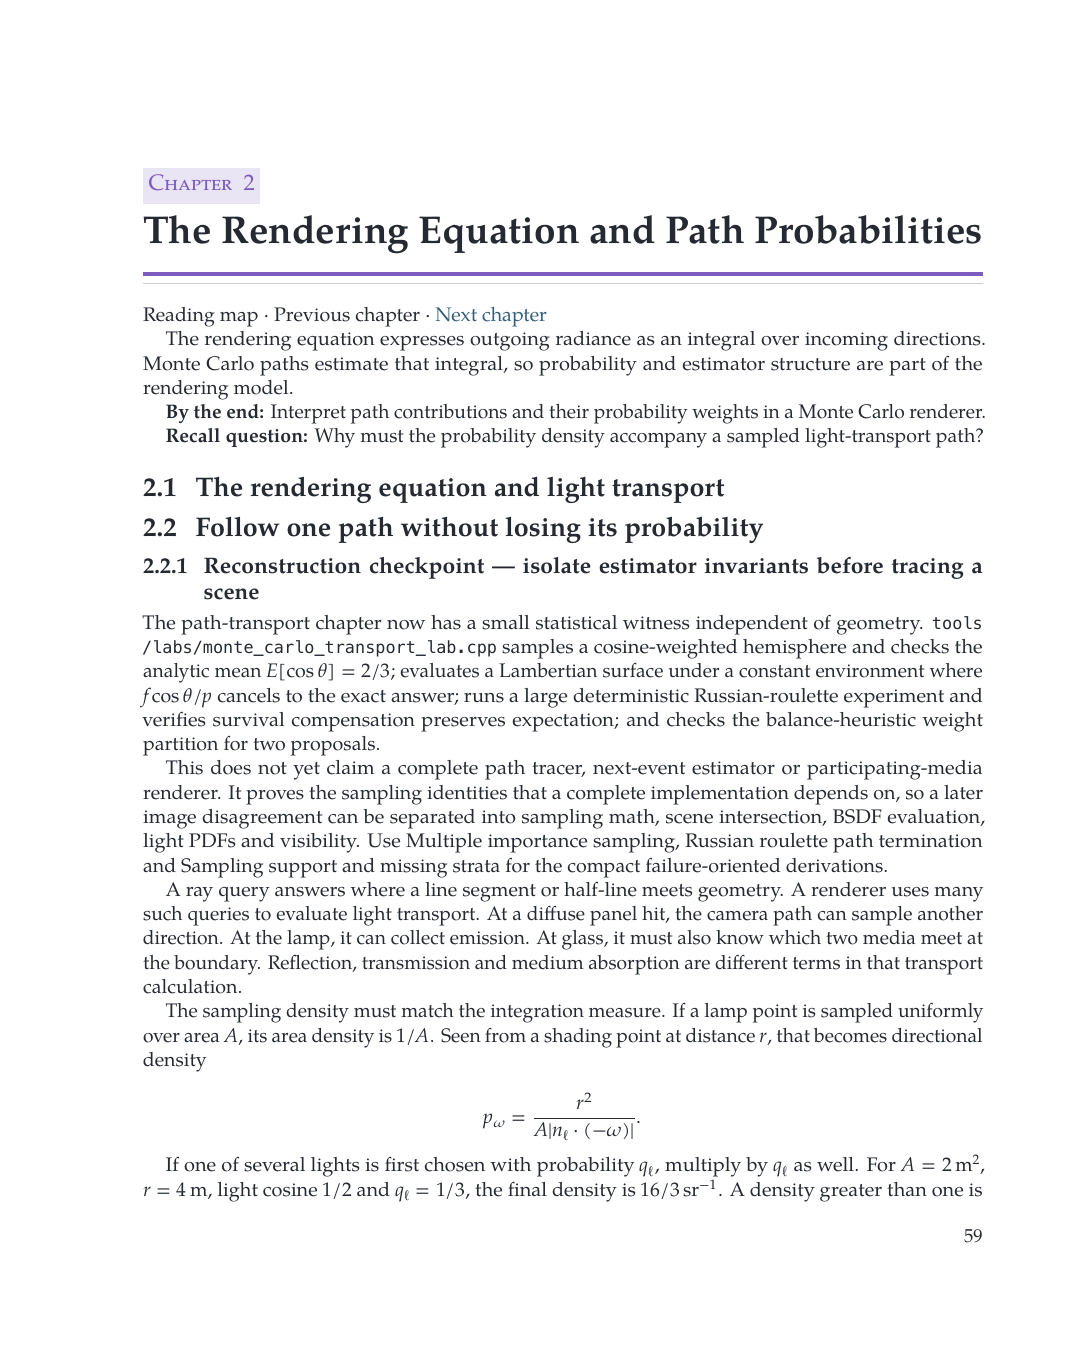 CHAPTER 2
The Rendering Equation and Path Probabilities
Reading map · Previous chapter · Next chapter
The rendering equation expresses outgoing radiance as an integral over incoming directions.
Monte Carlo paths estimate that integral, so probability and estimator structure are part of the
rendering model.
By the end: Interpret path contributions and their probability weights in a Monte Carlo renderer.
Recall question: Why must the probability density accompany a sampled light-transport path?
2.1 The rendering equation and light transport
2.2 Follow one path without losing its probability
2.2.1 Reconstruction checkpoint — isolate estimator invariants before tracing a
scene
The path-transport chapter now has a small statistical witness independent of geometry. tools
/labs/monte_carlo_transport_lab.cpp samples a cosine-weighted hemisphere and checks the
analytic mean E[cos θ] = 2/3; evaluates a Lambertian surface under a constant environment where
f cos θ/p cancels to the exact answer; runs a large deterministic Russian-roulette experiment and
verifies survival compensation preserves expectation; and checks the balance-heuristic weight
partition for two proposals.
This does not yet claim a complete path tracer, next-event estimator or participating-media
renderer. It proves the sampling identities that a complete implementation depends on, so a later
image disagreement can be separated into sampling math, scene intersection, BSDF evaluation,
light PDFs and visibility. Use Multiple importance sampling, Russian roulette path termination
and Sampling support and missing strata for the compact failure-oriented derivations.
A ray query answers where a line segment or half-line meets geometry. A renderer uses many
such queries to evaluate light transport. At a diffuse panel hit, the camera path can sample another
direction. At the lamp, it can collect emission. At glass, it must also know which two media meet at
the boundary. Reflection, transmission and medium absorption are different terms in that transport
calculation.
The sampling density must match the integration measure. If a lamp point is sampled uniformly
over area A, its area density is 1/A. Seen from a shading point at distance r, that becomes directional
density
p_ω = r² / A|n_ℓ · (−ω)|.
If one of several lights is first chosen with probability q_ℓ, multiply by q_ℓ as well. For A = 2 m²,
r = 4 m, light cosine 1/2 and q_ℓ = 1/3, the final density is 16/3 sr⁻¹. A density greater than one is
59